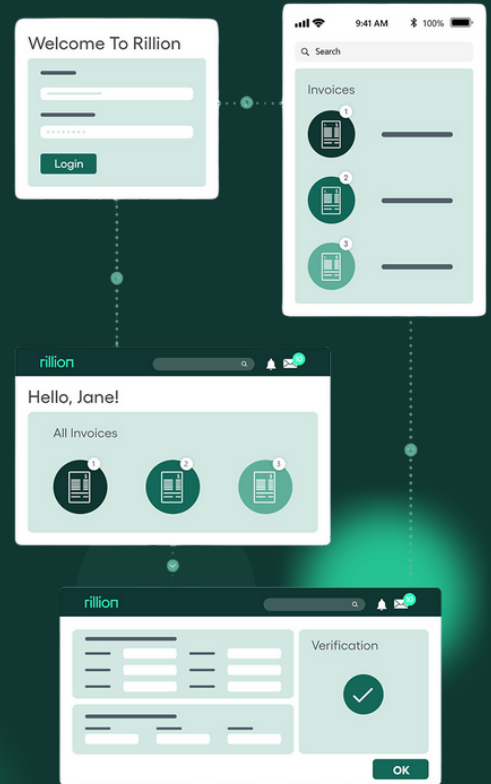 Welcome To Rillion
Login
9:41 AM
100%
Search
Invoices
1
2
3
rillion
10
Hello, Jane!
All Invoices
1
2
3
rillion
10
Verification
OK